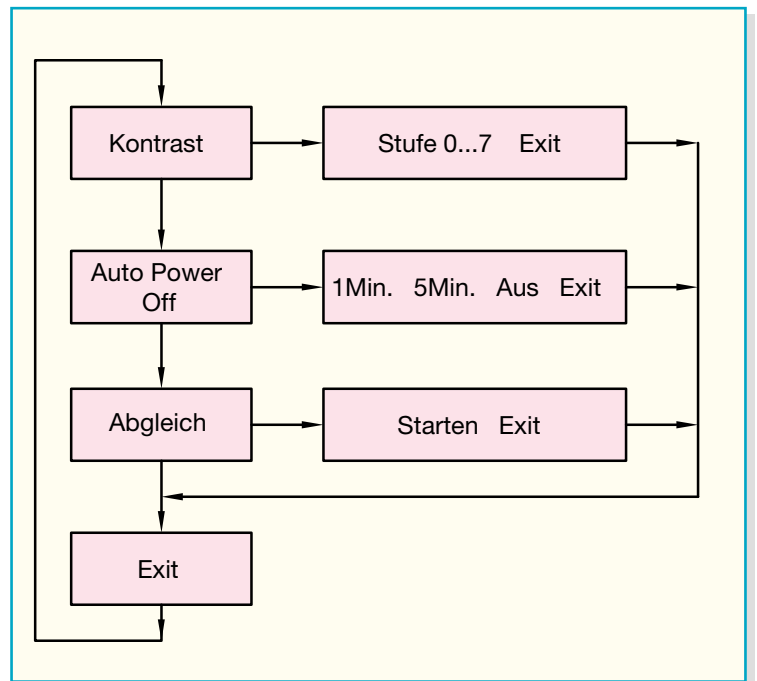 Kontrast
Stufe 0...7 Exit
Auto Power
Off
1Min. 5Min. Aus Exit
Abgleich
Starten Exit
Exit